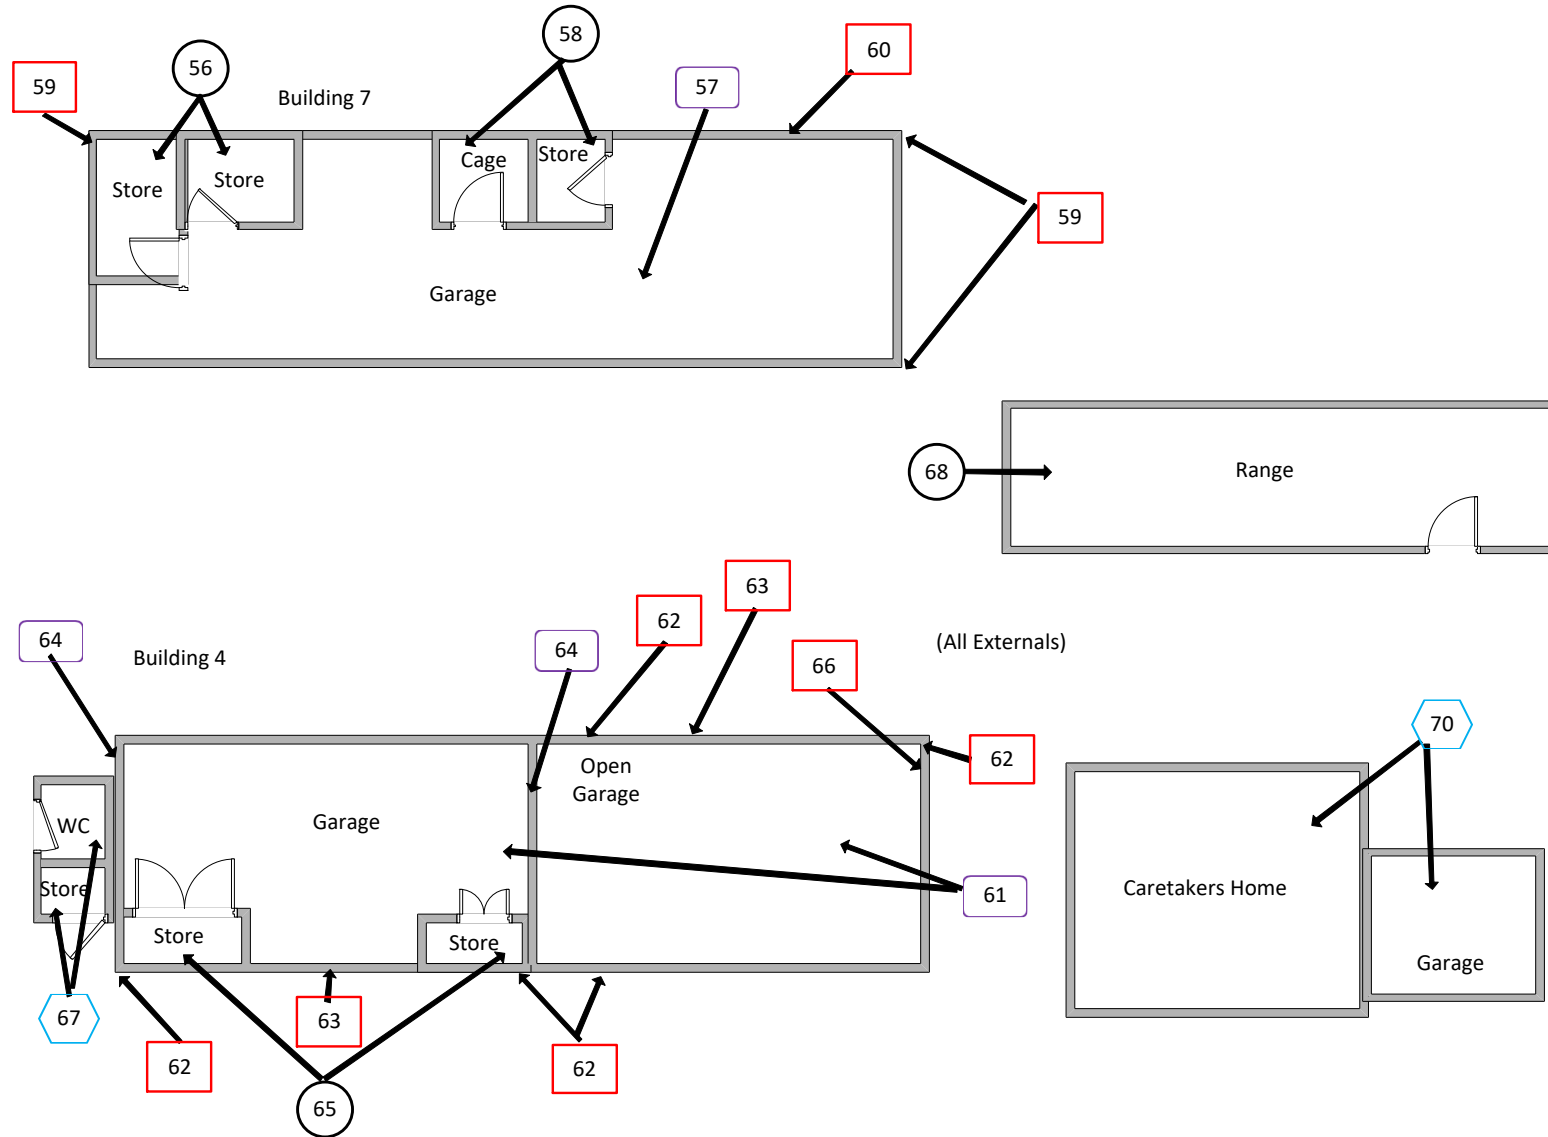 58
60
56
57
59
Building 7
Cage
Store
Store
Store
59
Garage
68
Range
63
62
64
64
(All Externals)
Building 4
66
70
62
Open
Garage
Garage
WC
Store
Caretakers Home
61
Store
Store
Garage
67
63
62
62
65